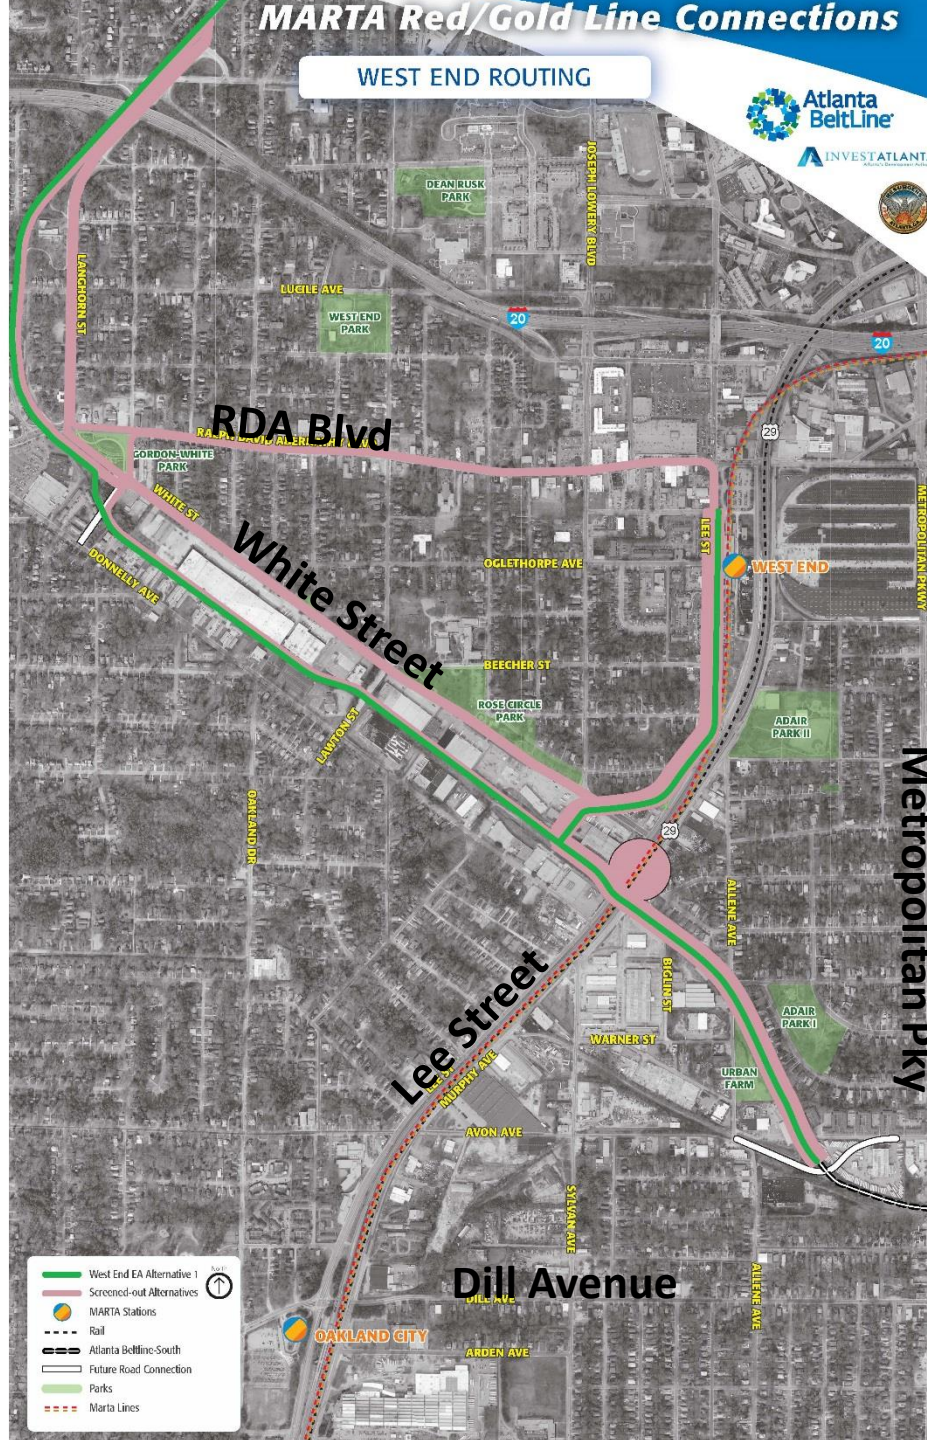 MARTA Red/Gold Line Connections
WEST END ROUTING
Atlanta
BeltLine
INVESTATLANTA
DEAN RUSK
PARK
JOSEPH LOWERY BLVD
LANGHORN ST
LUCILE AVE
WEST END
PARK
20
20
29
RDA Blvd
GORDON-WHITE
PARK
WHITE ST
White Street
LEE ST
METROPOLITAN PKWY
OGLETHORPE AVE
WEST END
DONNELLY AVE
BEECHER ST
ROSE CIRCLE
PARK
ADAIR
PARK II
LAWTON ST
Metropolitan Pky
OAKLAND DR
29
ALLENE AVE
Lee Street
BIGLIN ST
ADAIR
PARK I
WARNER ST
MURPHY AVE
URBAN
FARM
AVON AVE
SYLVAN AVE
Dill Avenue
DILL AVE
ALLENE AVE
OAKLAND CITY
ARDEN AVE
West End EA Alternative 1
Screened-out Alternatives
MARTA Stations
Rail
Atlanta Beltline-South
Future Road Connection
Parks
Marta Lines